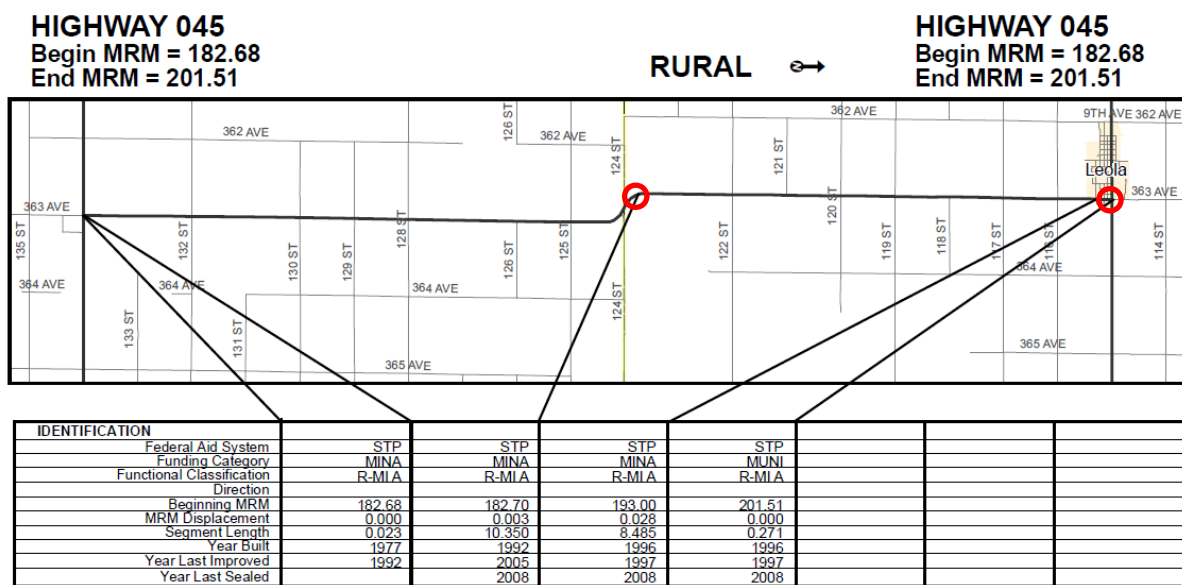 HIGHWAY 045
Begin MRM = 182.68
End MRM = 201.51
RURAL
HIGHWAY 045
Begin MRM = 182.68
End MRM = 201.51
126 ST
362 AVE
362 AVE
124 ST
121 ST
362 AVE
9TH AVE 362 AVE
Leola
363 AVE
363 AVE
135 ST
132 ST
128 ST
130 ST
129 ST
126 ST
125 ST
122 ST
120 ST
119 ST
118 ST
117 ST
116 ST
114 ST
364 AVE
364 AVE
364 AVE
364 AVE
124 ST
133 ST
131 ST
365 AVE
365 AVE
IDENTIFICATION
Federal Aid System STP STP STP STP
Funding Category MINA MINA MINA MUNI
Functional Classification R-MI A R-MI A R-MI A R-MI A
Direction
Beginning MRM 182.68 182.70 193.00 201.51
MRM Displacement 0.000 0.003 0.028 0.000
Segment Length 0.023 10.350 8.485 0.271
Year Built 1977 1992 1996 1996
Year Last Improved 1992 2005 1997 1997
Year Last Sealed 2008 2008 2008